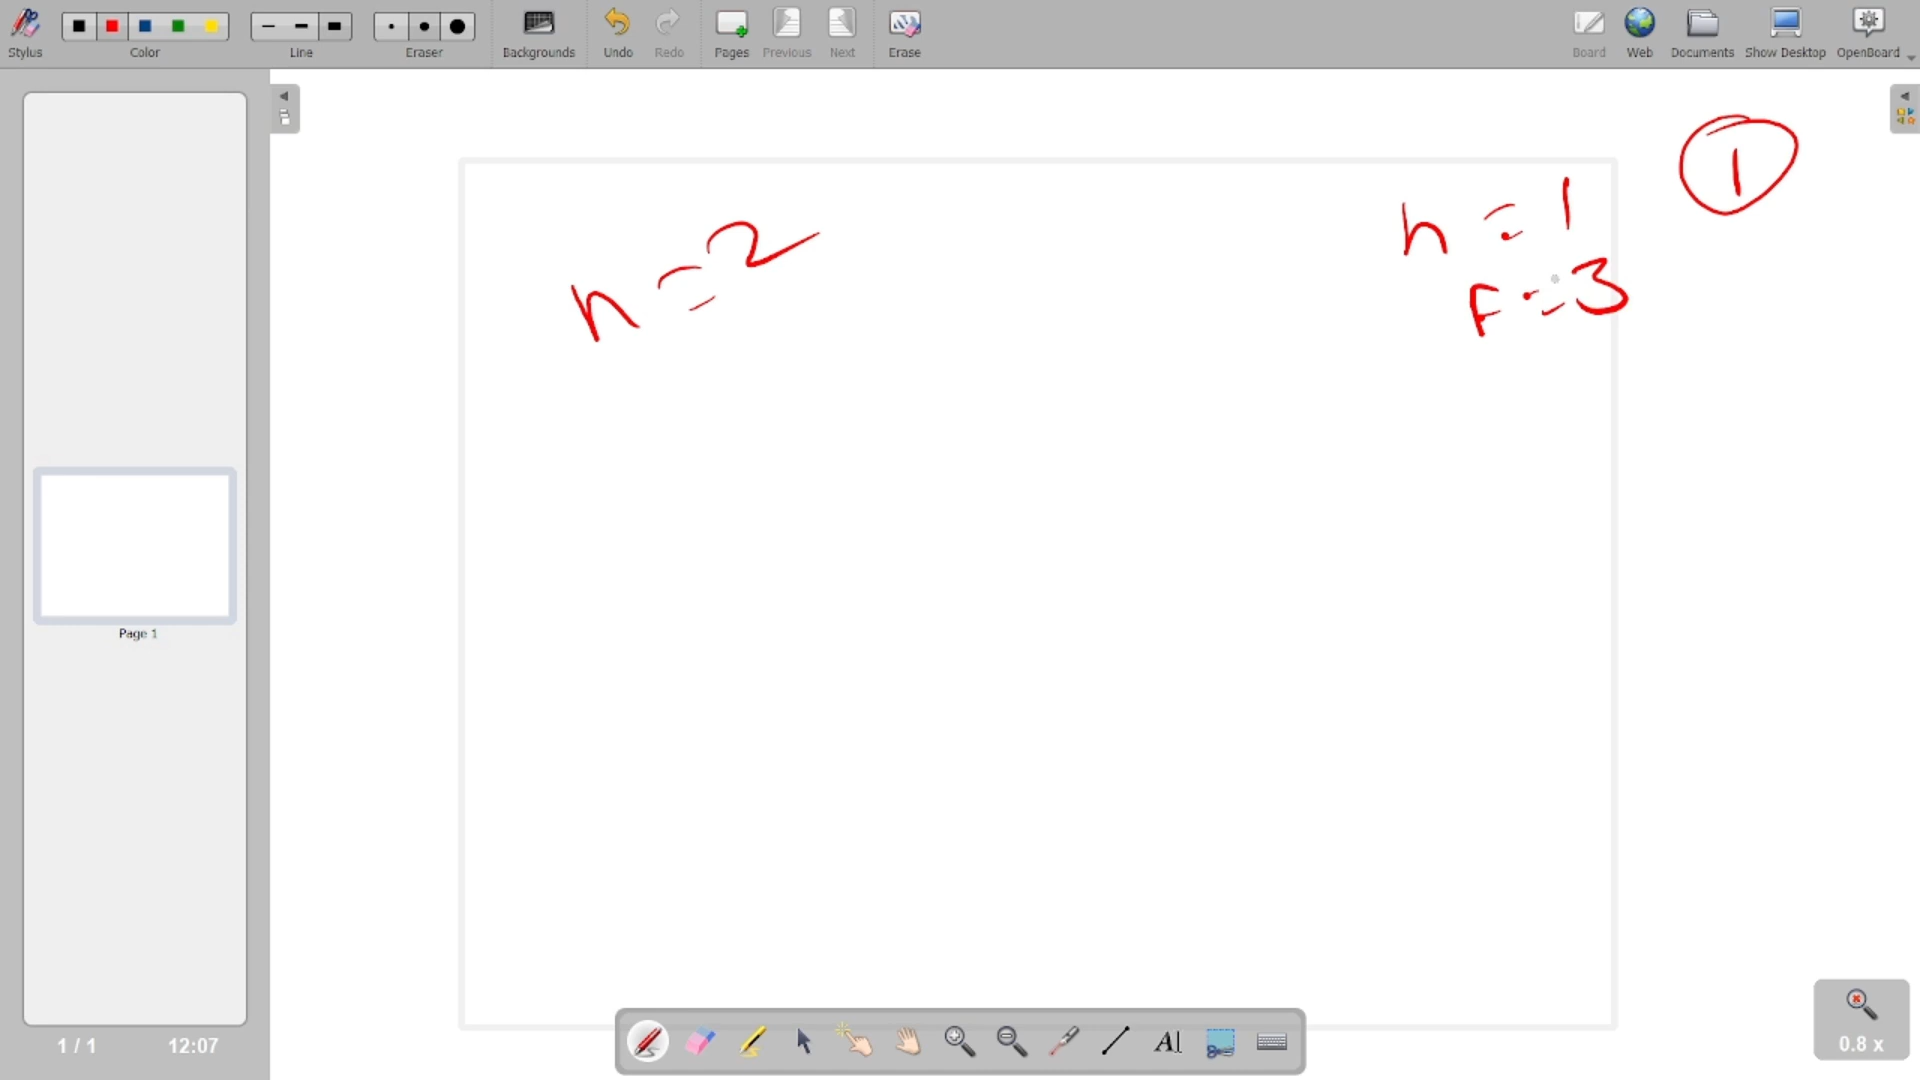 Stylus
Color
Line
Eraser
Backgrounds
Undo
Redo
Pages
Previous
Next
Erase
Board
Web
Documents
Show Desktop
OpenBoard
1
n = 1
n = 2
F = 3
Page 1
1 / 1
12:07
AI
0.8 x